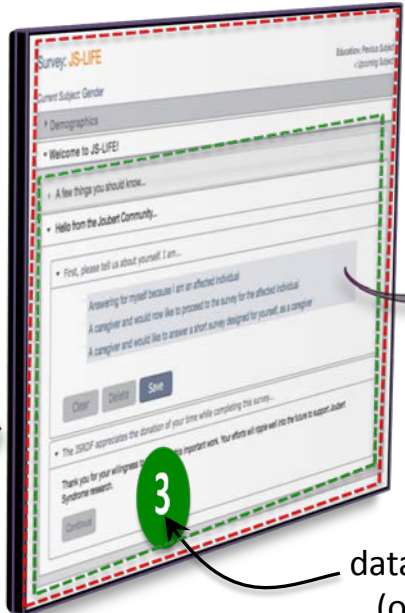 Survey: JS-LIFE
Education: Previous Subject
< Upcoming Subject
Current Subject: Gender
Demographics
Welcome to JS-LIFE!
A few things you should know...
Hello from the Joubert Community...
First, please tell us about yourself. I am...
Answering for myself because I am an affected individual
A caregiver and would now like to proceed to the survey for the affected individual
A caregiver and would like to answer a short survey designed for yourself, as a caregiver
Clear Delete Save
The JSRDF appreciates the donation of your time while completing this survey...
Thank you for your willingness this important work. Your efforts will ripple well into the future to support Joubert
Syndrome research.
Continue
3
data
(o